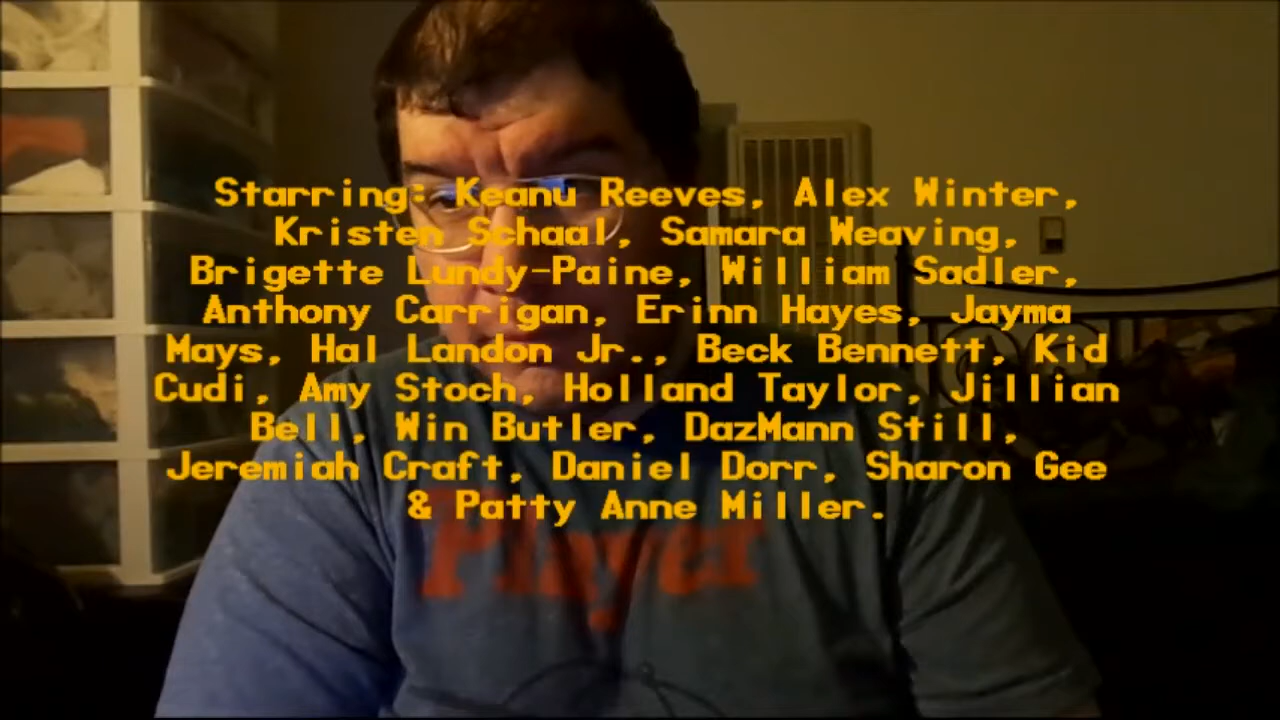 Starring: Keanu Reeves, Alex Winter,
Kristen Schaal, Samara Weaving,
Brigette Lundy-Paine, William Sadler,
Anthony Carrigan, Erinn Hayes, Jayma
Mays, Hal Landon Jr., Beck Bennett, Kid
Cudi, Amy Stoch, Holland Taylor, Jillian
Bell, Win Butler, DazMann Still,
Jeremiah Craft, Daniel Dorr, Sharon Gee
& Patty Anne Miller.
Player